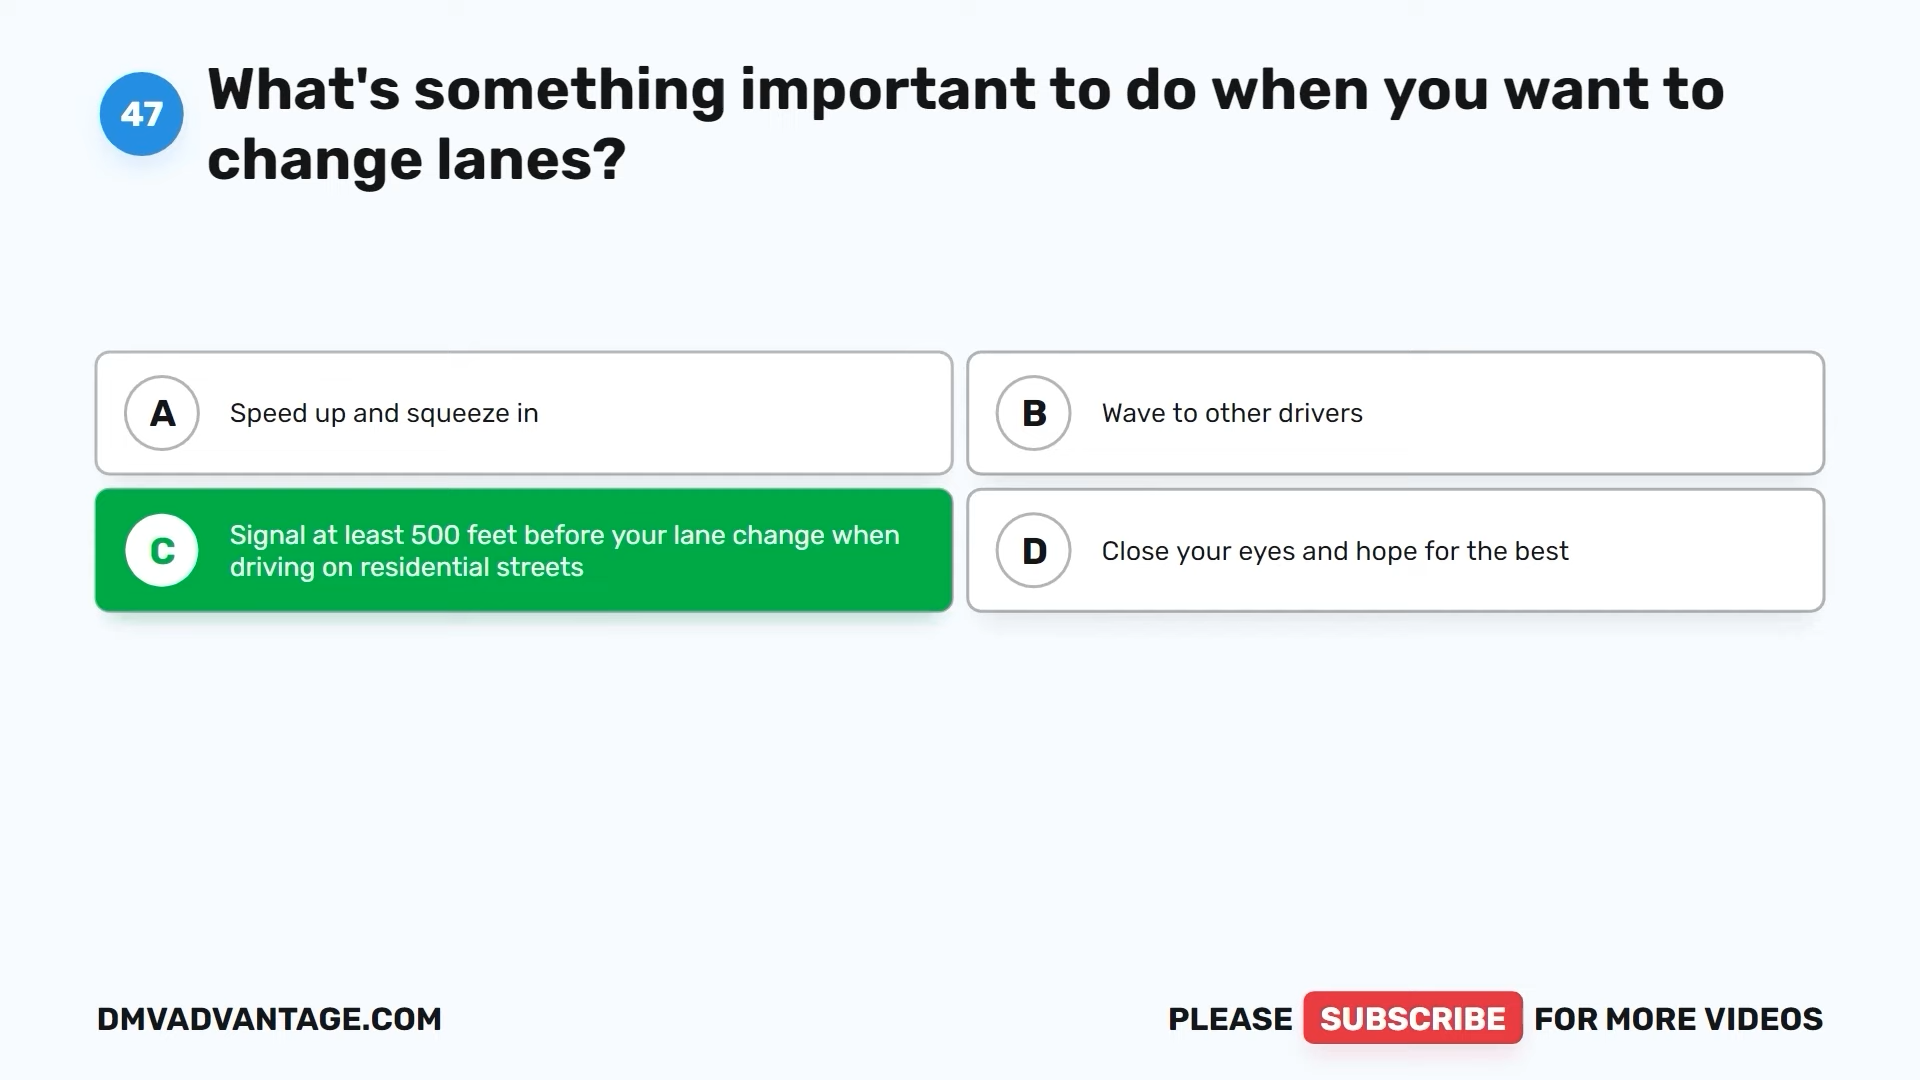 47
What's something important to do when you want to
change lanes?
A
Speed up and squeeze in
B
Wave to other drivers
C
Signal at least 500 feet before your lane change when
driving on residential streets
D
Close your eyes and hope for the best
DMVADVANTAGE.COM
PLEASE SUBSCRIBE FOR MORE VIDEOS